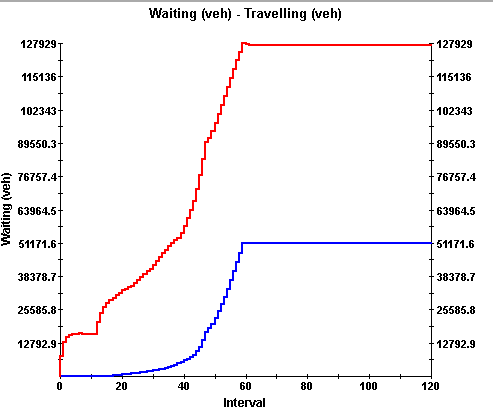 Waiting (veh) - Travelling (veh)
127929 127929
115136 115136
102343 102343
89550.3 89550.3
76757.4 76757.4
63964.5 63964.5
51171.6 51171.6
38378.7 38378.7
25585.8 25585.8
12792.9 12792.9
Waiting (veh)
0 20 40 60 80 100 120
Interval